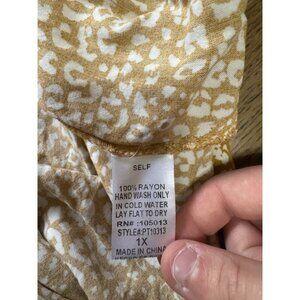 SELF
100% RAYON
HAND WASH ONLY
IN COLD WATER
LAY FLAT TO DRY
RN#: 105013
STYLE#:PT10313
1X
MADE IN CHINA